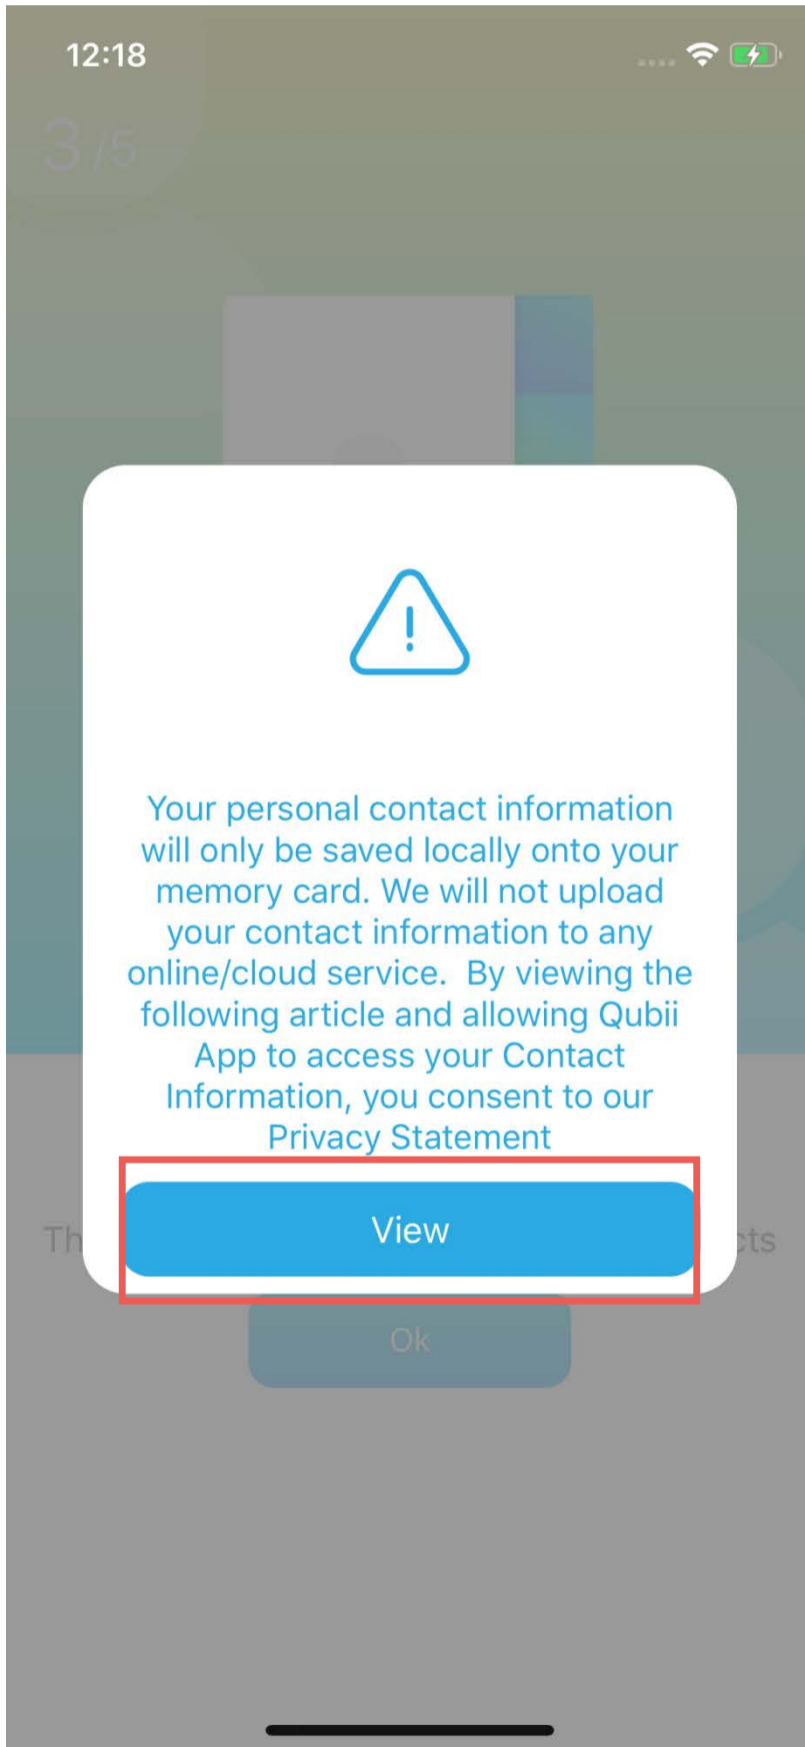 12:18
3/5
Your personal contact information
will only be saved locally onto your
memory card. We will not upload
your contact information to any
online/cloud service.  By viewing the
following article and allowing Qubii
App to access your Contact
Information, you consent to our
Privacy Statement
View
Ok